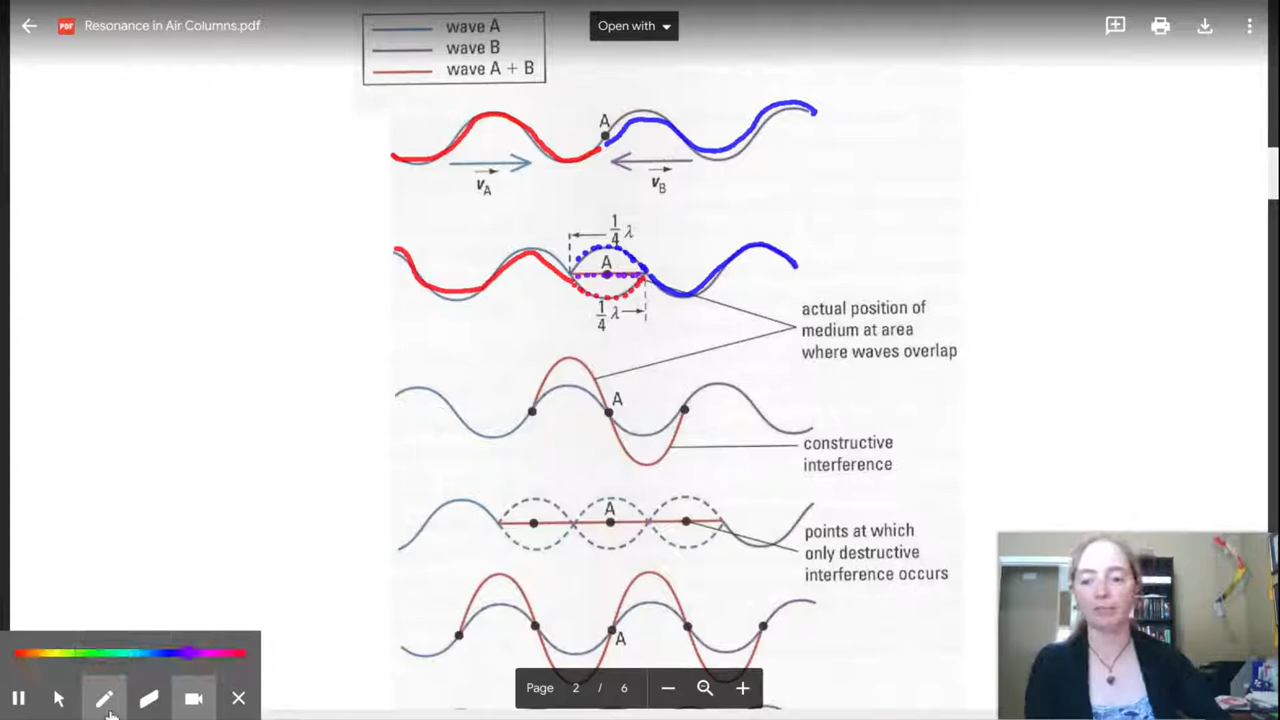 PDF Resonance in Air Columns.pdf
Open with
wave A
wave B
wave A + B
A
vA
vB
1/4 λ
A
1/4 λ
actual position of
medium at area
where waves overlap
A
constructive
interference
A
points at which
only destructive
interference occurs
A
Page 2 / 6